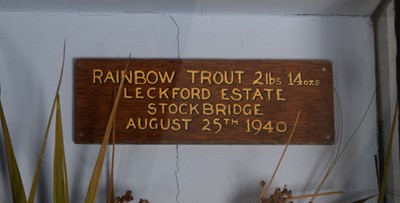 RAINBOW TROUT 2lbs 14ozs
LECKFORD ESTATE
STOCKBRIDGE
AUGUST 25TH 1940